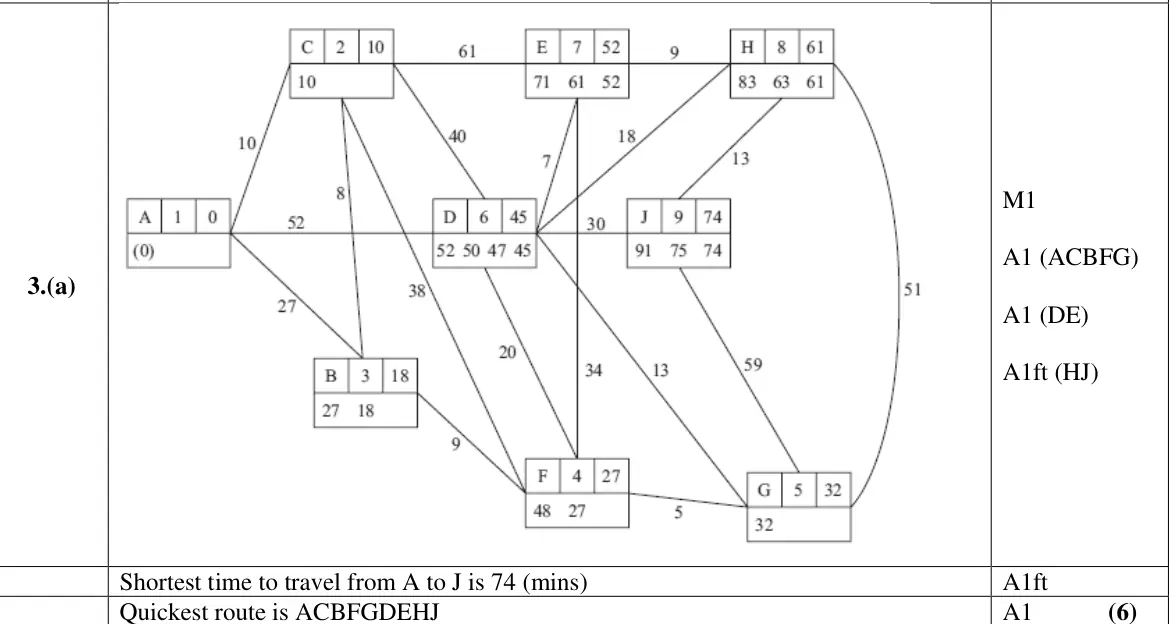 C 2 10
61
E 7 52
9
H 8 61
10
71 61 52
83 63 61
10
40
7
18
13
8
A 1 0
52
D 6 45
30
J 9 74
(0)
52 50 47 45
91 75 74
M1
A1 (ACBFG)
3.(a)
27
38
51
A1 (DE)
20
34
13
59
A1ft (HJ)
B 3 18
27 18
9
F 4 27
G 5 32
48 27
5
32
Shortest time to travel from A to J is 74 (mins) A1ft
Quickest route is ACBFGDEHJ A1 (6)